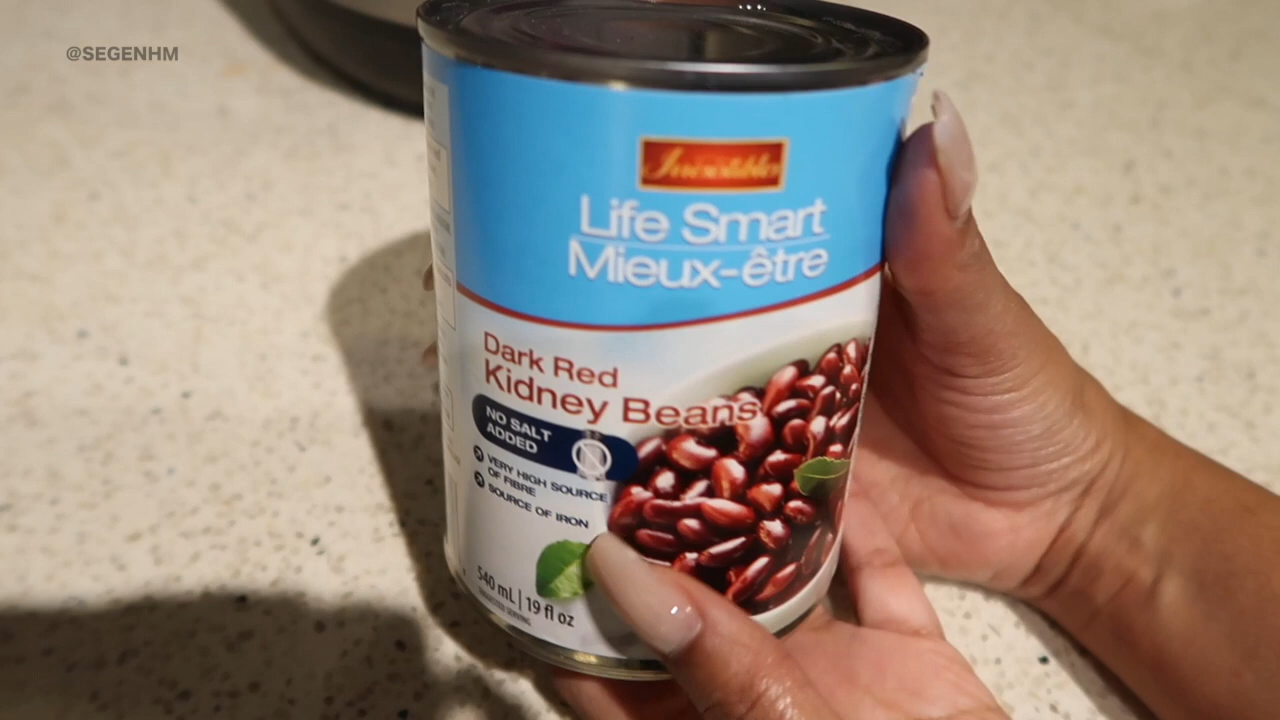 @SEGENHM
Irresistibles
Life Smart
Mieux-être
Dark Red
Kidney Beans
NO SALT
ADDED
VERY HIGH SOURCE
OF FIBRE
SOURCE OF IRON
540 mL | 19 fl oz